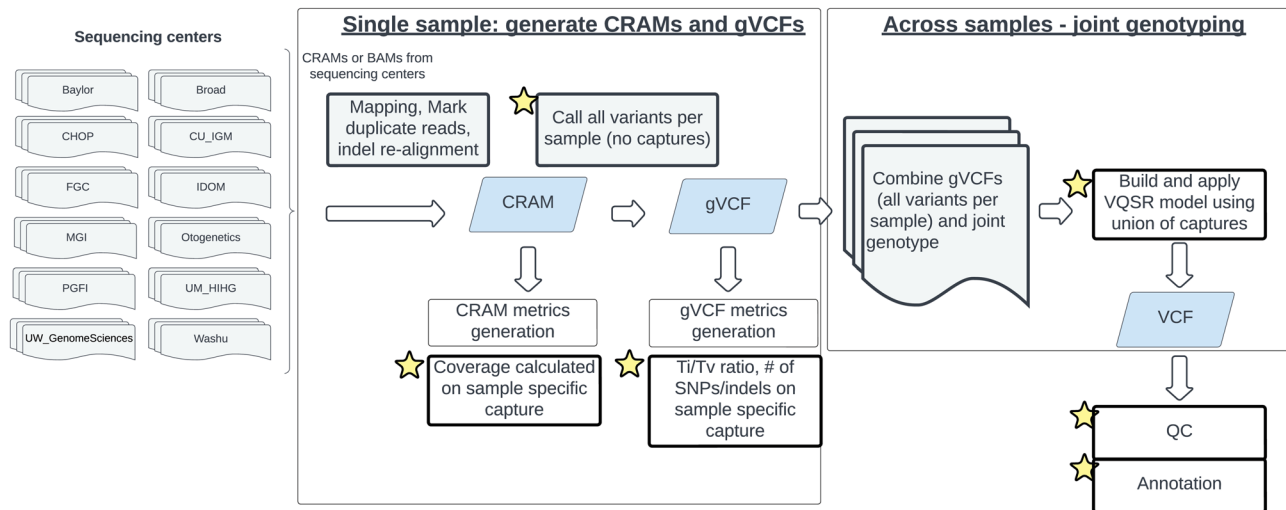 Sequencing centers
Baylor
Broad
CHOP
CU_IGM
FGC
IDOM
MGI
Otogenetics
PGFI
UM_HIHG
UW_GenomeSciences
Washu
Single sample: generate CRAMs and gVCFs
CRAMs or BAMs from
sequencing centers
Mapping, Mark
duplicate reads,
indel re-alignment
Call all variants per
sample (no captures)
CRAM
gVCF
CRAM metrics
generation
gVCF metrics
generation
Coverage calculated
on sample specific
capture
Ti/Tv ratio, # of
SNPs/indels on
sample specific
capture
Across samples - joint genotyping
Combine gVCFs
(all variants per
sample) and joint
genotype
Build and apply
VQSR model using
union of captures
VCF
QC
Annotation